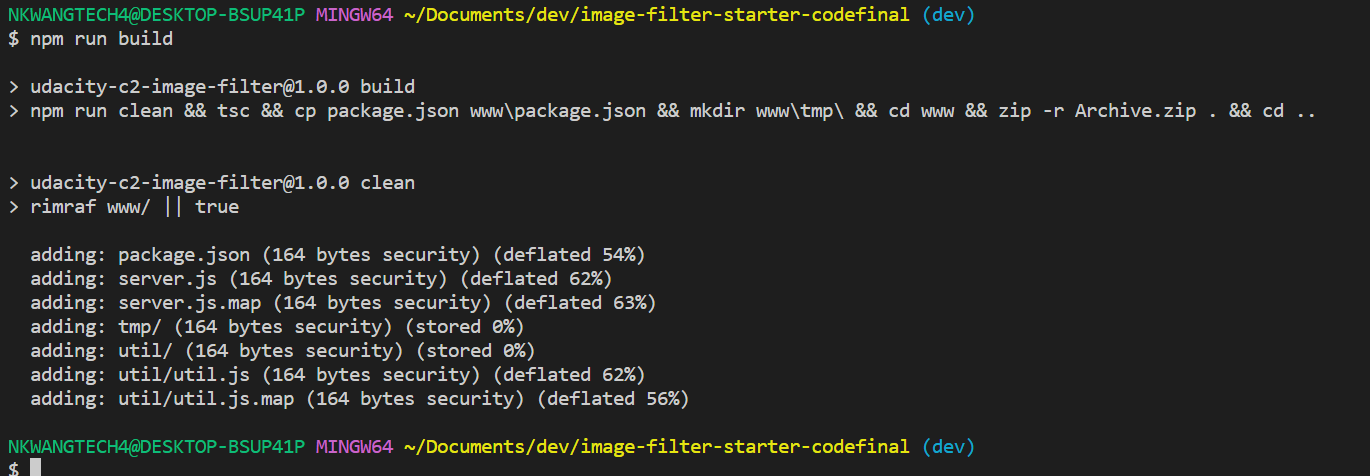 NKWANGTECH4@DESKTOP-BSUP41P MINGW64 ~/Documents/dev/image-filter-starter-codefinal (dev)
$ npm run build
> udacity-c2-image-filter@1.0.0 build
> npm run clean && tsc && cp package.json www\package.json && mkdir www\tmp\ && cd www && zip -r Archive.zip . && cd ..
> udacity-c2-image-filter@1.0.0 clean
> rimraf www/ || true
adding: package.json (164 bytes security) (deflated 54%)
adding: server.js (164 bytes security) (deflated 62%)
adding: server.js.map (164 bytes security) (deflated 63%)
adding: tmp/ (164 bytes security) (stored 0%)
adding: util/ (164 bytes security) (stored 0%)
adding: util/util.js (164 bytes security) (deflated 62%)
adding: util/util.js.map (164 bytes security) (deflated 56%)
NKWANGTECH4@DESKTOP-BSUP41P MINGW64 ~/Documents/dev/image-filter-starter-codefinal (dev)
$